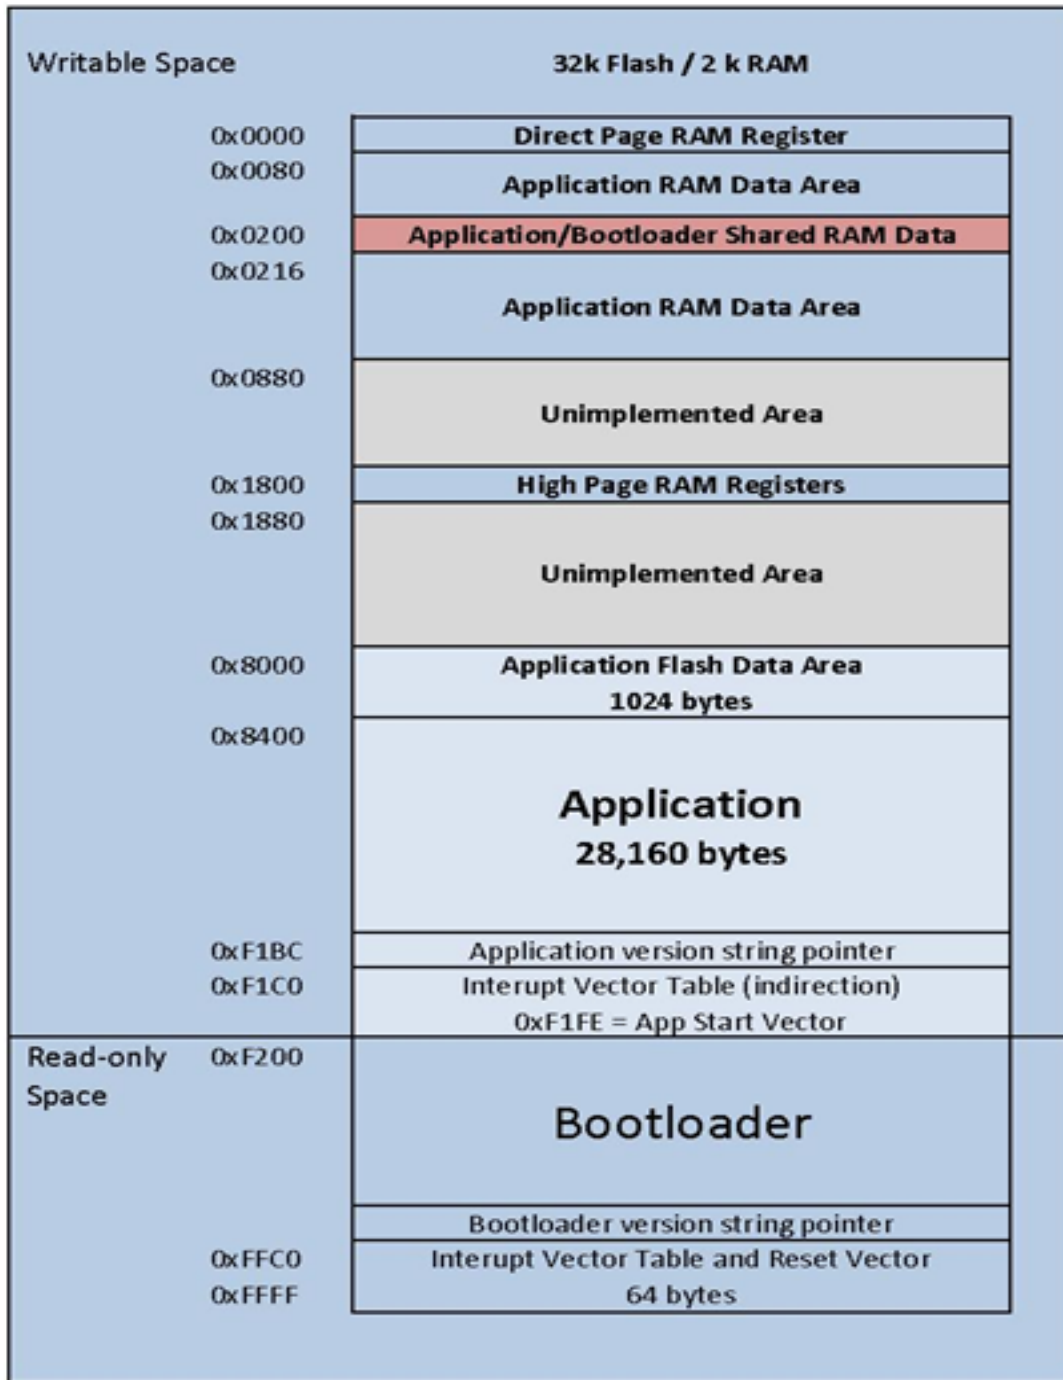 Writable Space 32k Flash / 2 k RAM
0x0000 Direct Page RAM Register
0x0080
Application RAM Data Area
0x0200 Application/Bootloader Shared RAM Data
0x0216
Application RAM Data Area
0x0880
Unimplemented Area
0x1800 High Page RAM Registers
0x1880
Unimplemented Area
0x8000 Application Flash Data Area
1024 bytes
0x8400
Application
28,160 bytes
0xF1BC Application version string pointer
0xF1C0 Interupt Vector Table (indirection)
0xF1FE = App Start Vector
Read-only 0xF200
Space
Bootloader
Bootloader version string pointer
0xFFC0 Interupt Vector Table and Reset Vector
0xFFFF 64 bytes